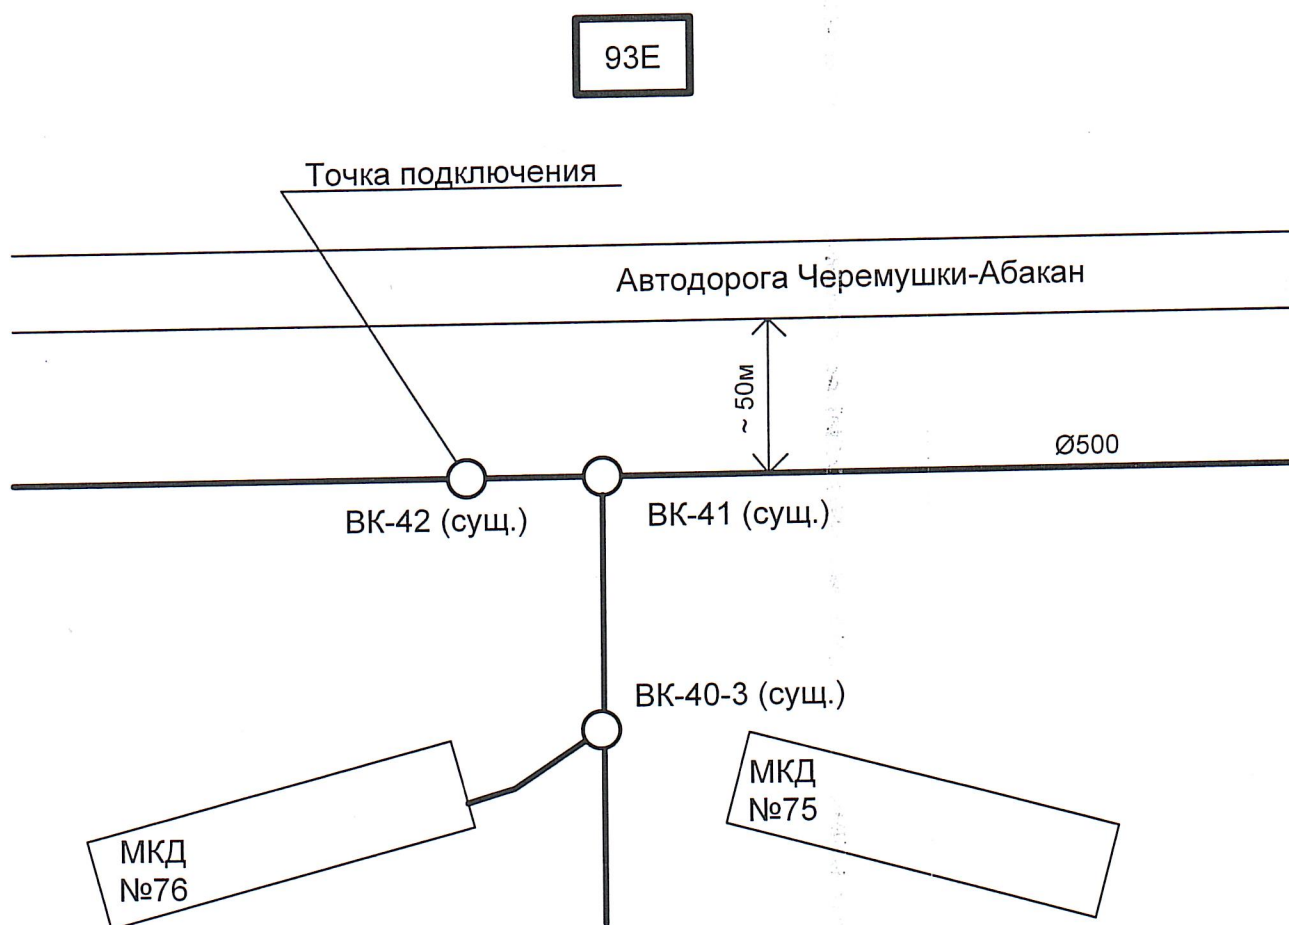 93Е
Точка подключения
Автодорога Черемушки-Абакан
~ 50м
Ø500
ВК-42 (сущ.)
ВК-41 (сущ.)
ВК-40-3 (сущ.)
МКД
№75
МКД
№76